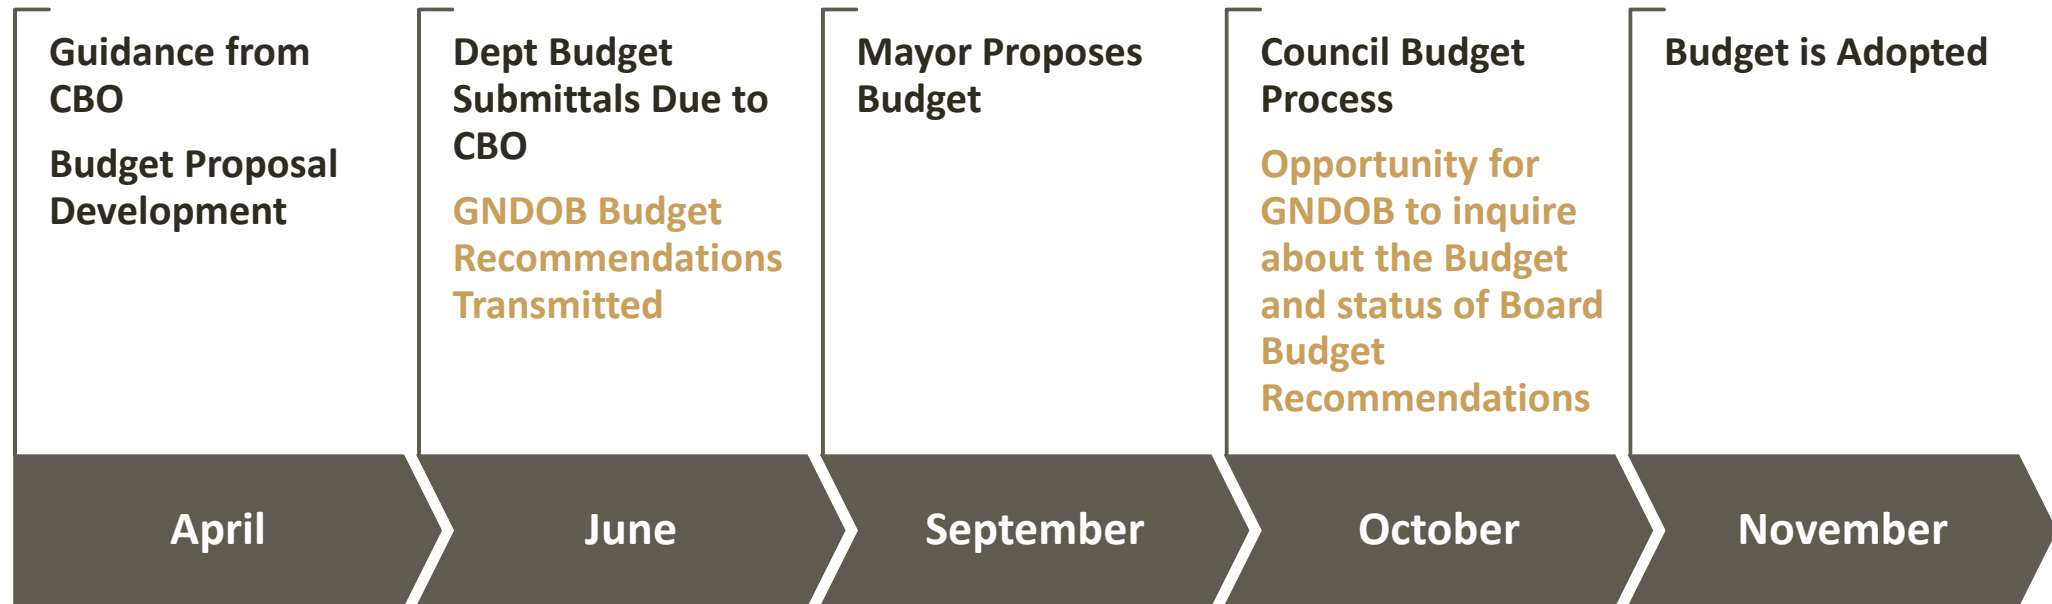 Guidance from
CBO
Budget Proposal
Development
Dept Budget
Submittals Due to
CBO
GNDOB Budget
Recommendations
Transmitted
Mayor Proposes
Budget
Council Budget
Process
Opportunity for
GNDOB to inquire
about the Budget
and status of Board
Budget
Recommendations
Budget is Adopted
April
June
September
October
November